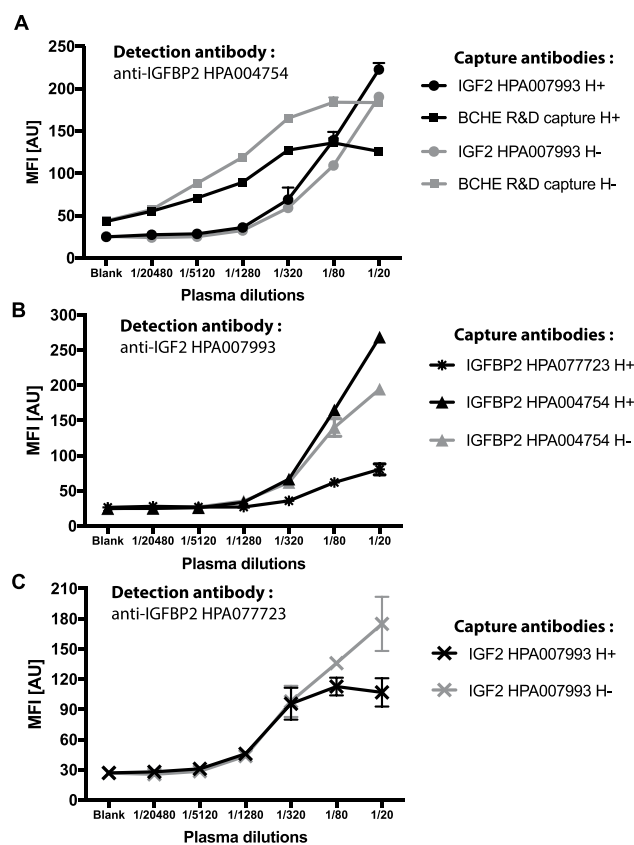 A
Detection antibody :
anti-IGFBP2 HPA004754
Capture antibodies :
IGF2 HPA007993 H+
BCHE R&D capture H+
IGF2 HPA007993 H-
BCHE R&D capture H-
MFI [AU]
250
200
150
100
50
0
Blank 1/20480 1/5120 1/1280 1/320 1/80 1/20
Plasma dilutions
B
Detection antibody :
anti-IGF2 HPA007993
Capture antibodies :
IGFBP2 HPA077723 H+
IGFBP2 HPA004754 H+
IGFBP2 HPA004754 H-
MFI [AU]
300
250
200
150
100
50
0
Blank 1/20480 1/5120 1/1280 1/320 1/80 1/20
Plasma dilutions
C
Detection antibody :
anti-IGFBP2 HPA077723
Capture antibodies :
IGF2 HPA007993 H+
IGF2 HPA007993 H-
MFI [AU]
210
180
150
120
90
60
30
0
Blank 1/20480 1/5120 1/1280 1/320 1/80 1/20
Plasma dilutions